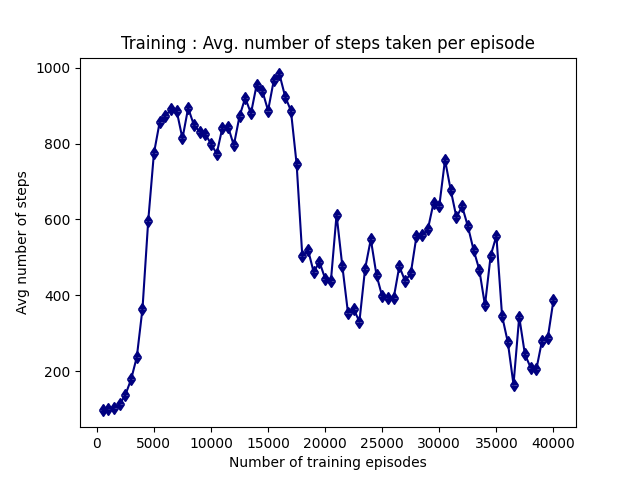 Training : Avg. number of steps taken per episode
1000
800
600
400
200
Avg number of steps
0 5000 10000 15000 20000 25000 30000 35000 40000
Number of training episodes